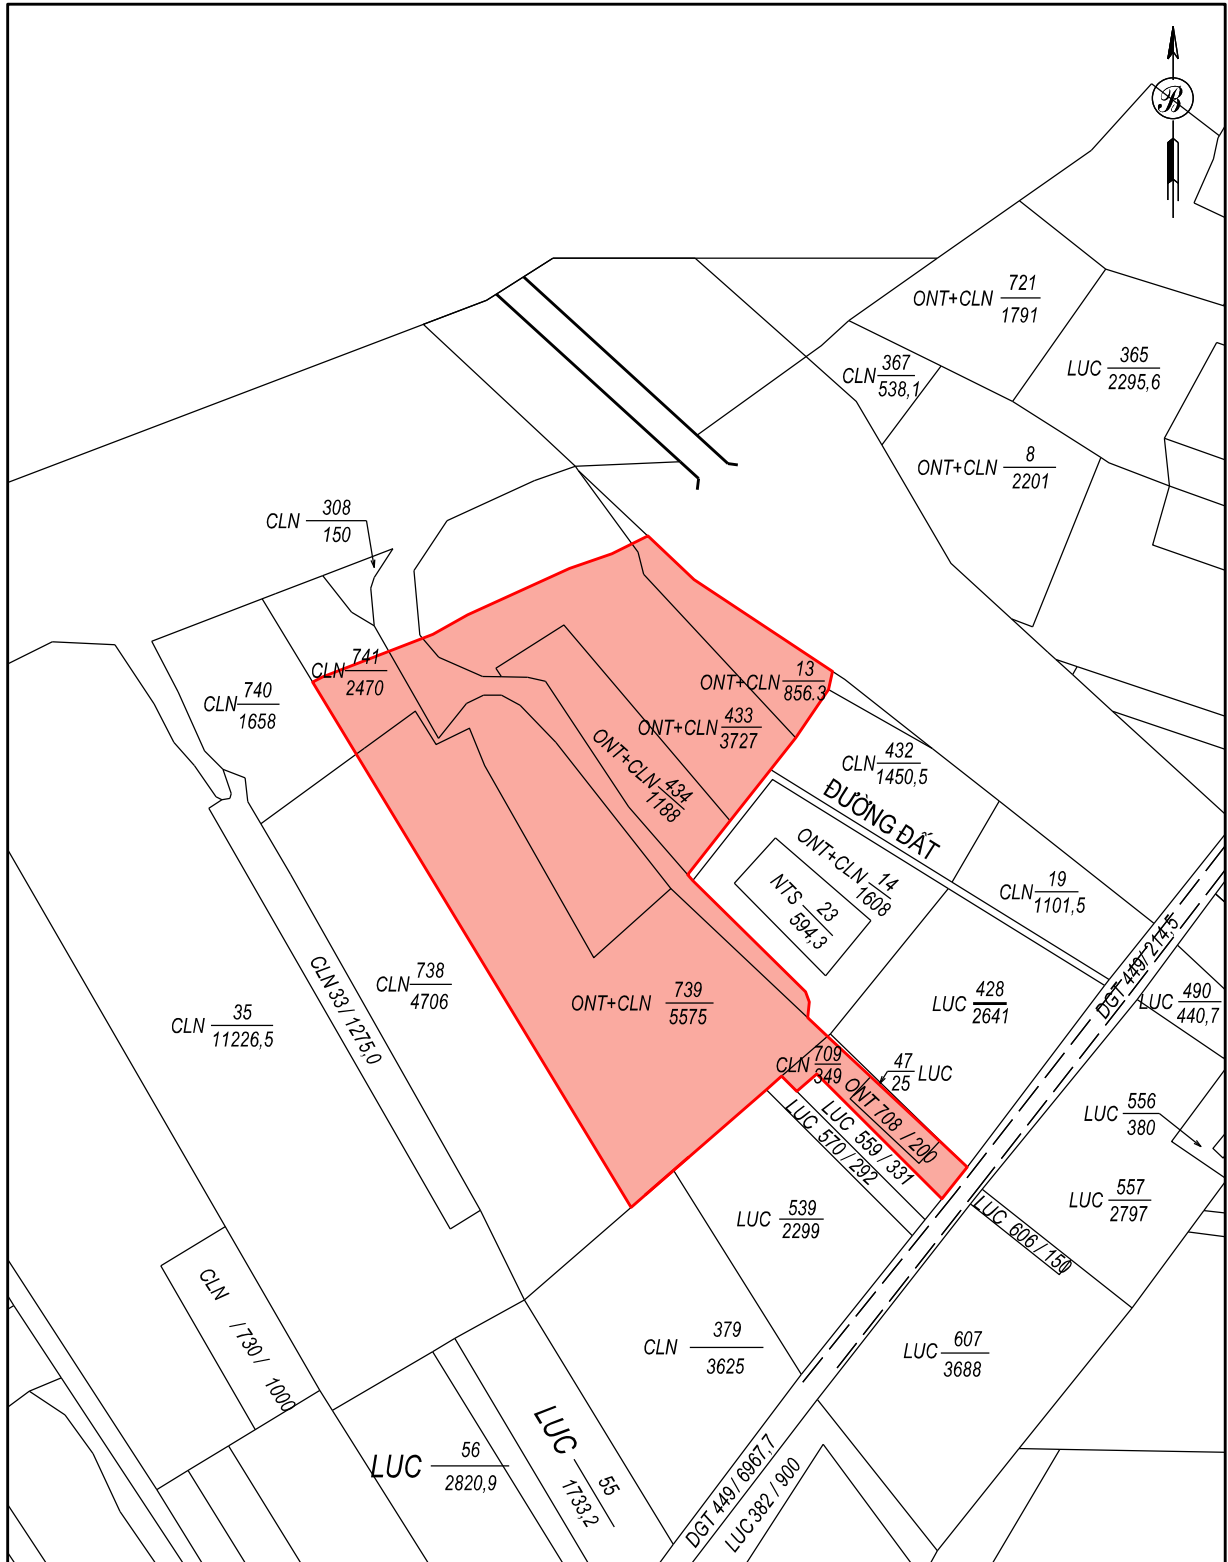 B
ONT+CLN 721
1791
LUC 365
2295,6
CLN 367
538,1
ONT+CLN 8
2201
CLN 308
150
CLN 741
2470
CLN 740
1658
ONT+CLN 13
856.3
ONT+CLN 433
3727
ONT+CLN 434
1188
CLN 432
1450,5
ĐƯỜNG ĐẤT
ONT+CLN 14
1608
NTS 23
594,3
CLN 19
1101,5
DGT 449/ 214,5
LUC 490
440,7
LUC 428
2641
CLN 738
4706
ONT+CLN 739
5575
CLN 35
11226,5
CLN 33/ 1275,0
CLN 709
349
ONT 708 / 200
47
25 LUC
LUC 559 / 331
LUC 570 / 292
LUC 556
380
LUC 557
2797
LUC 606 / 150
LUC 539
2299
CLN / 730 / 1000
CLN 379
3625
LUC 607
3688
LUC 56
2820,9
LUC 55
1733,2
DGT 449 / 6967,7
LUC 382 / 900